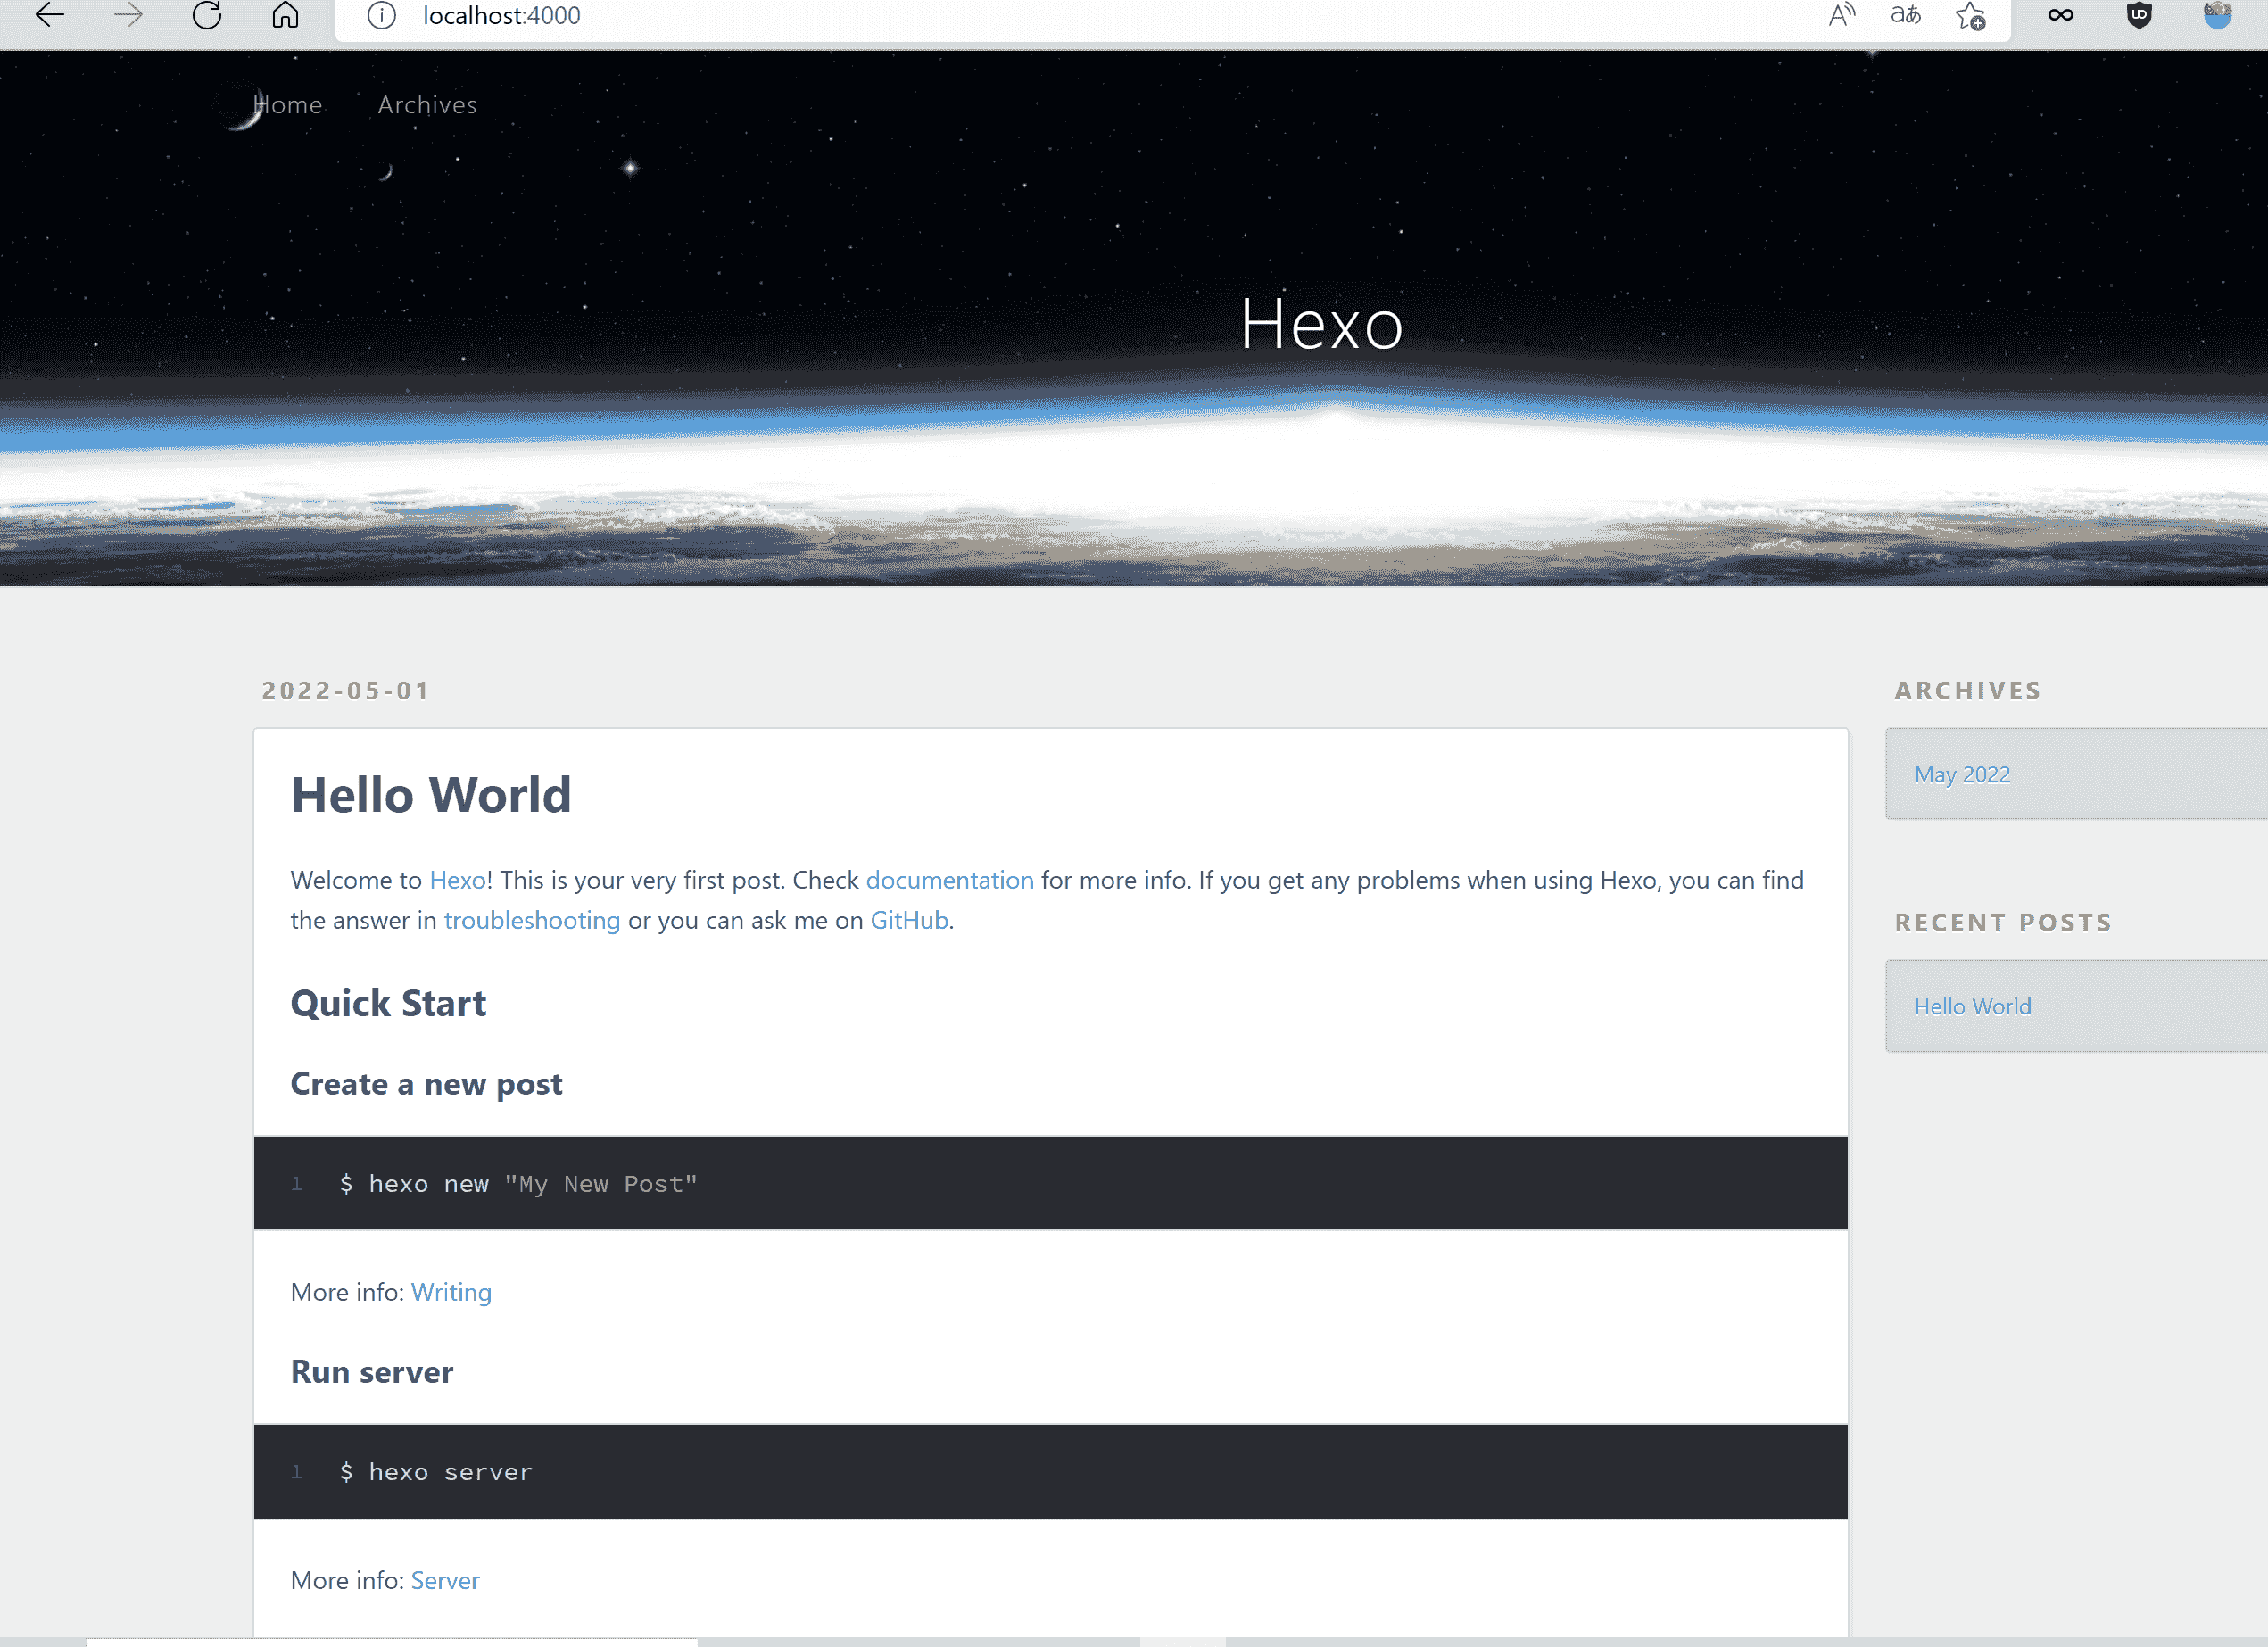 localhost:4000
Home Archives
Hexo
2022-05-01
Hello World
Welcome to Hexo! This is your very first post. Check documentation for more info. If you get any problems when using Hexo, you can find
the answer in troubleshooting or you can ask me on GitHub.
Quick Start
Create a new post
1 $ hexo new "My New Post"
More info: Writing
Run server
1 $ hexo server
More info: Server
ARCHIVES
May 2022
RECENT POSTS
Hello World